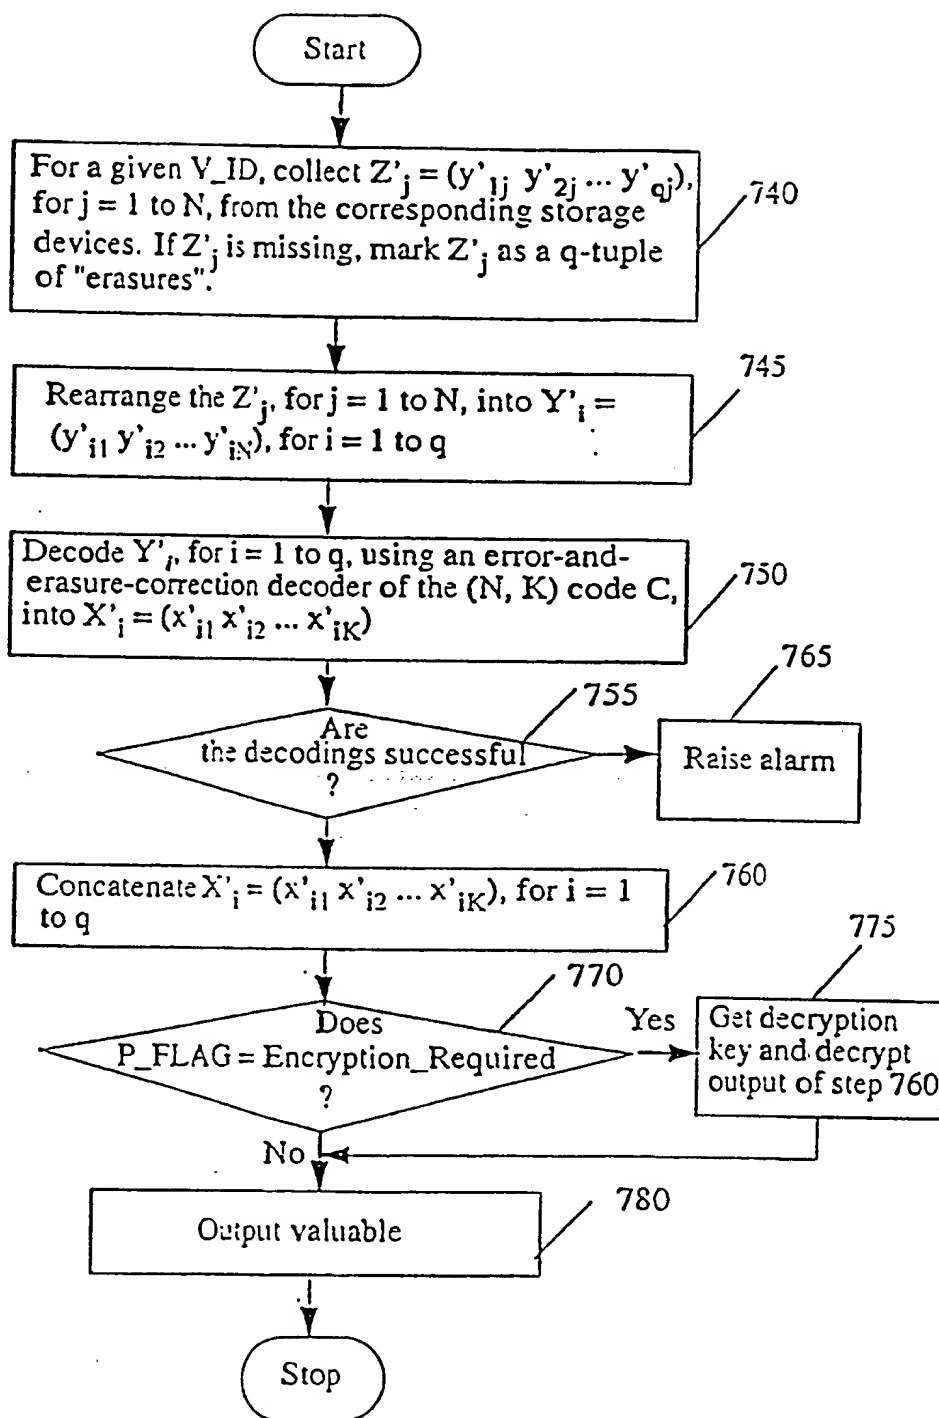 Start
For a given V_ID, collect Z'j = (y'1j y'2j ... y'qj),
for j = 1 to N, from the corresponding storage
devices. If Z'j is missing, mark Z'j as a q-tuple
of "erasures".
740
745
Rearrange the Z'j, for j = 1 to N, into Y'i =
(y'i1 y'i2 ... y'iN), for i = 1 to q
Decode Y'i, for i = 1 to q, using an error-and-
erasure-correction decoder of the (N, K) code C,
into X'i = (x'i1 x'i2 ... x'iK)
750
755
765
Are
the decodings successful
?
Raise alarm
Concatenate X'i = (x'i1 x'i2 ... x'iK), for i = 1
to q
760
770
775
Does
P_FLAG = Encryption_Required
?
Yes
Get decryption
key and decrypt
output of step 760
No
Output valuable
780
Stop